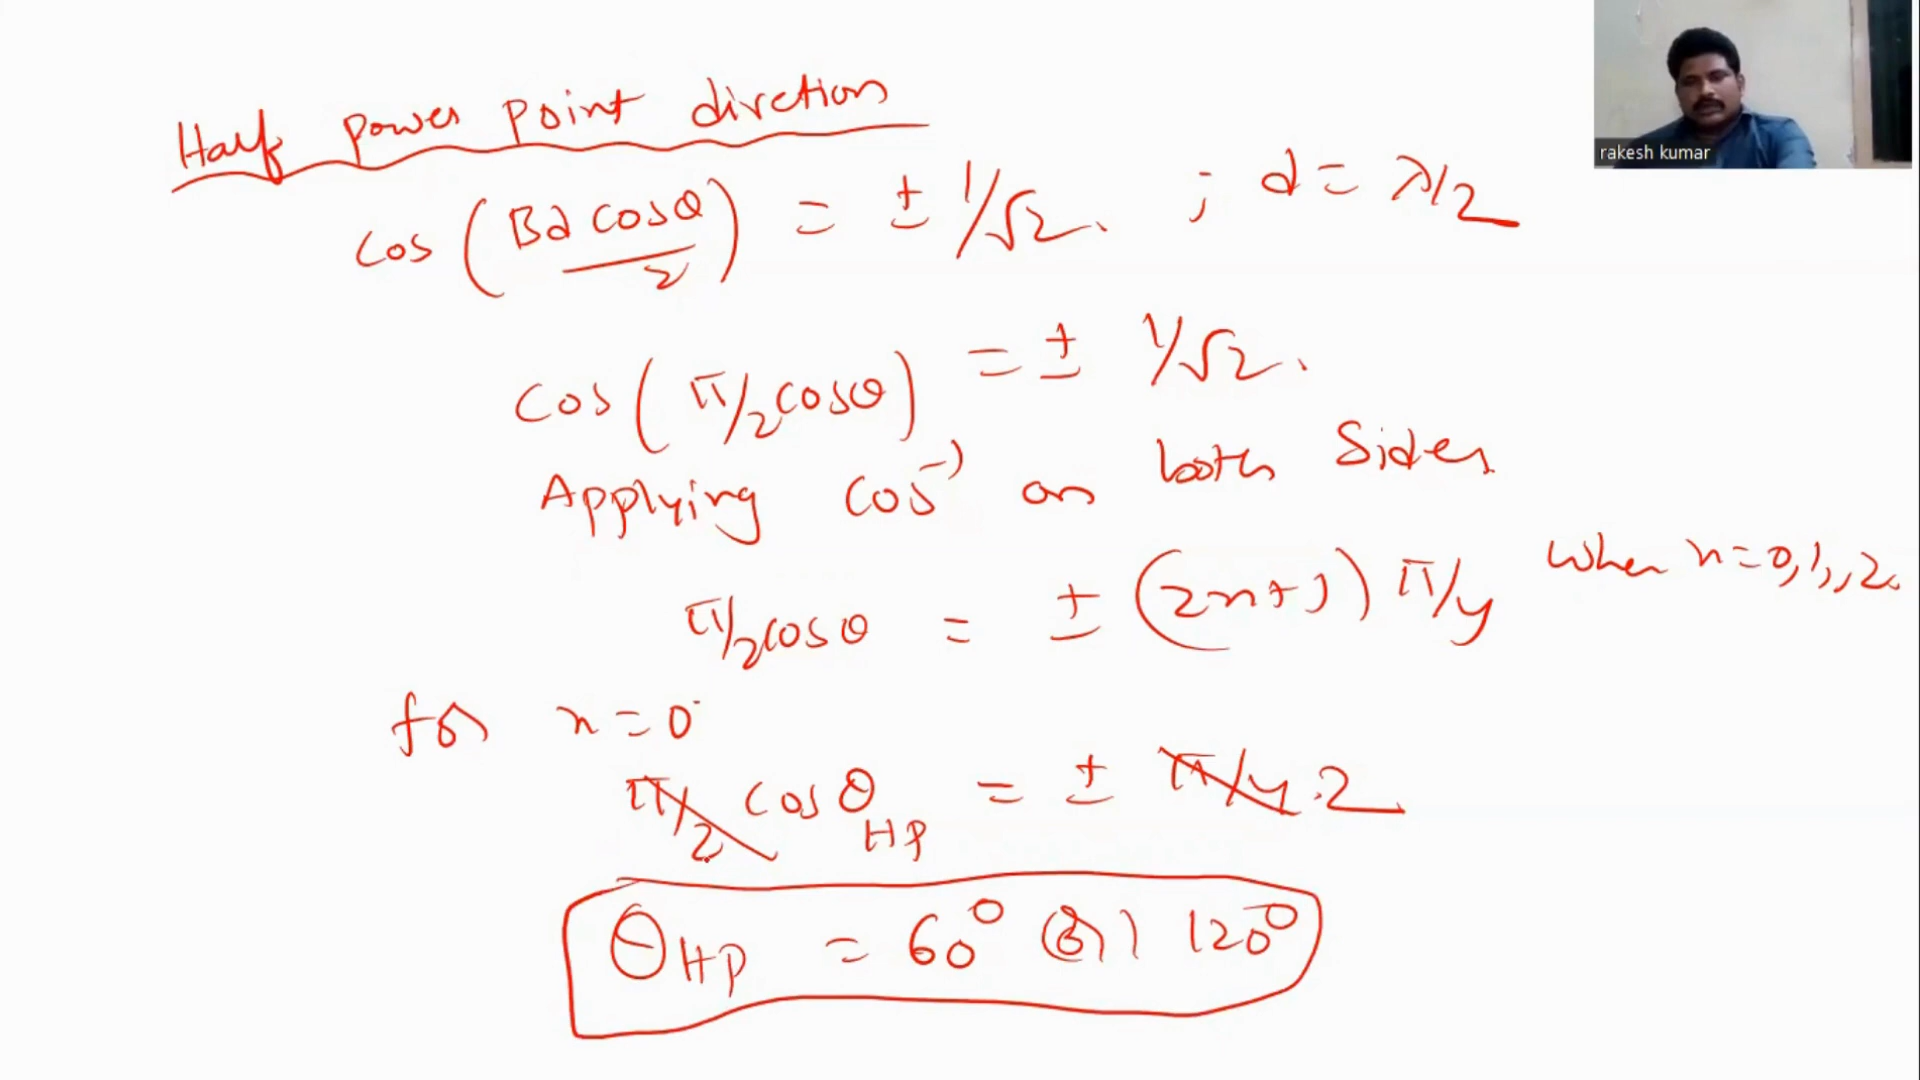 Half power point dirction
cos(βd cosθ/2) = ± 1/√2. ; d = λ/2
cos(π/2 cosθ) = ± 1/√2.
Applying cos⁻¹ on both sides
π/2 cosθ = ± (2n+1) π/4 when n=0,1,,2.
for n=0
π/2 cosθ HP = ± π/4.2
θHP = 60° (or) 120°
rakesh kumar